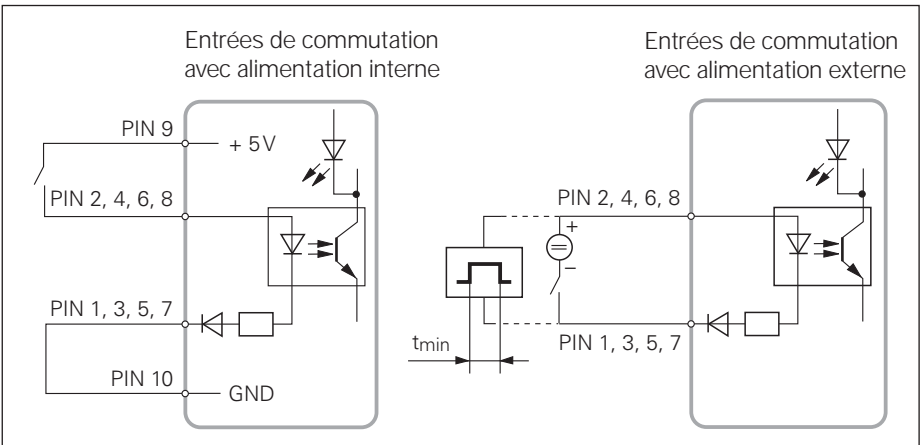 Entrées de commutation
avec alimentation interne
PIN 9
+ 5V
PIN 2, 4, 6, 8
PIN 1, 3, 5, 7
PIN 10
GND
Entrées de commutation
avec alimentation externe
PIN 2, 4, 6, 8
+
–
tmin
PIN 1, 3, 5, 7